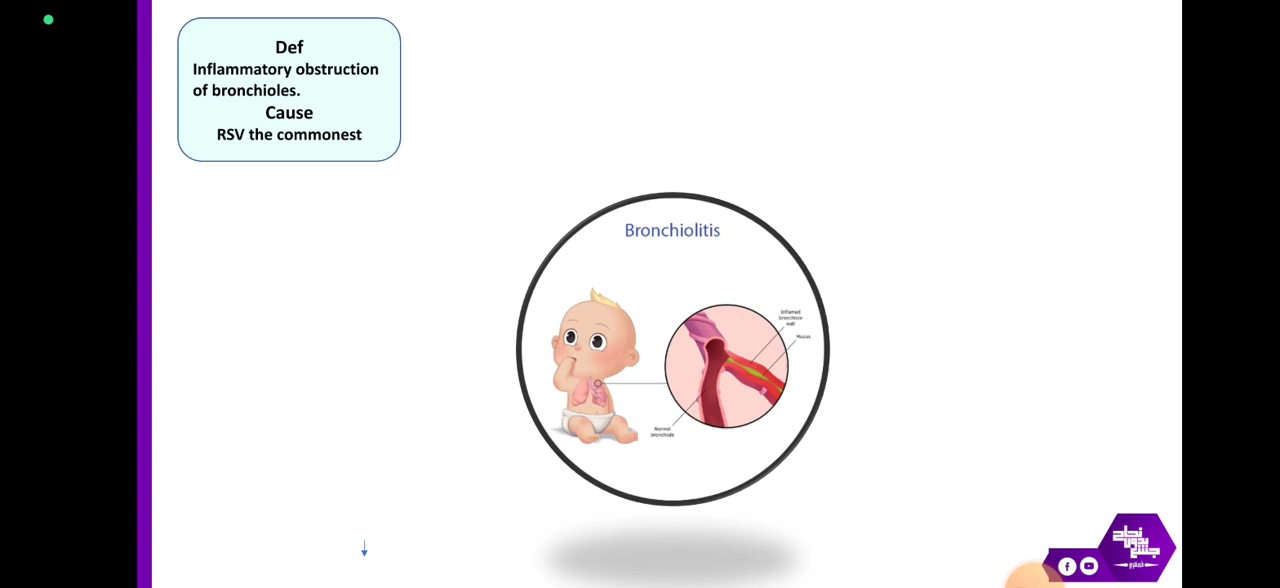 Def
Inflammatory obstruction
of bronchioles.
Cause
RSV the commonest
Bronchiolitis
Inflamed
bronchiole
wall
Mucus
Normal
bronchiole